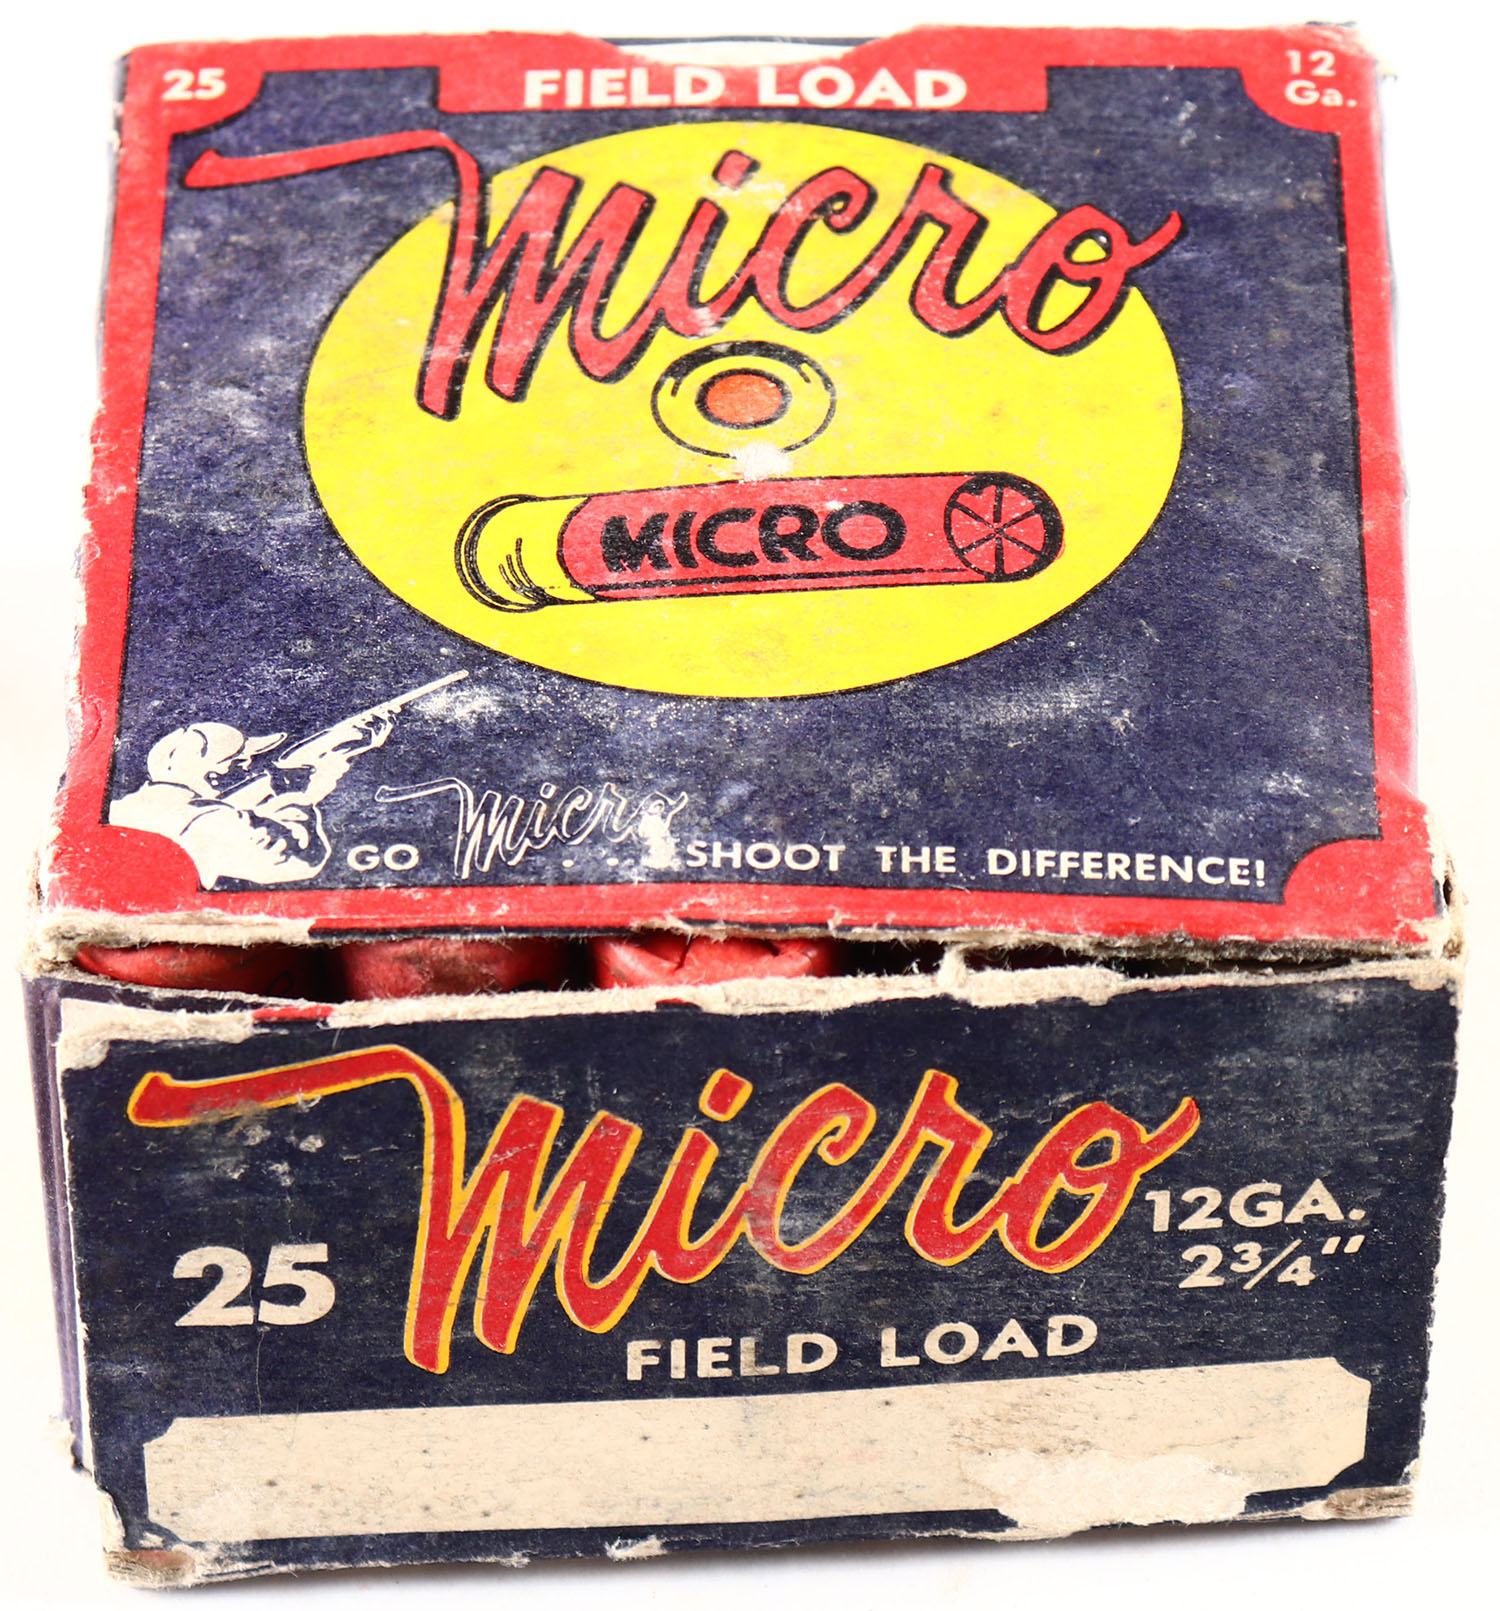 25 FIELD LOAD 12 Ga.
Micro
MICRO
GO Micro . . . SHOOT THE DIFFERENCE!
Micro
12GA.
25 2¾"
FIELD LOAD